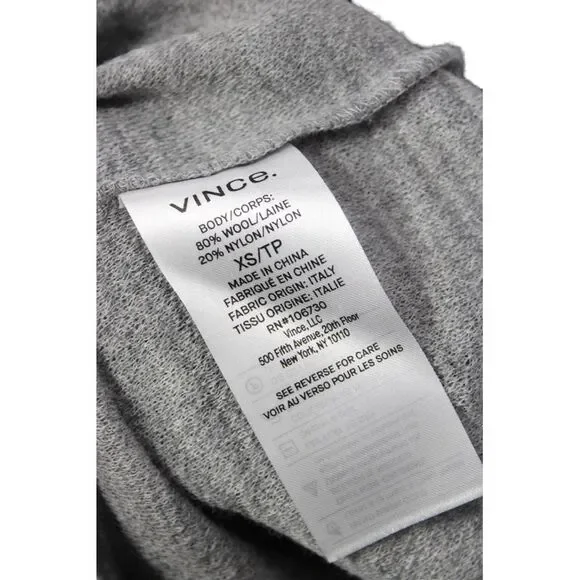 VINCE.
BODY/CORPS:
80% WOOL/LAINE
20% NYLON/NYLON
XS/TP
MADE IN CHINA
FABRIQUÉ EN CHINE
FABRIC ORIGIN: ITALY
TISSU ORIGINE: ITALIE
RN#106730
Vince, LLC
500 Fifth Avenue, 20th Floor
New York, NY 10110
SEE REVERSE FOR CARE
VOIR AU VERSO POUR LES SOINS